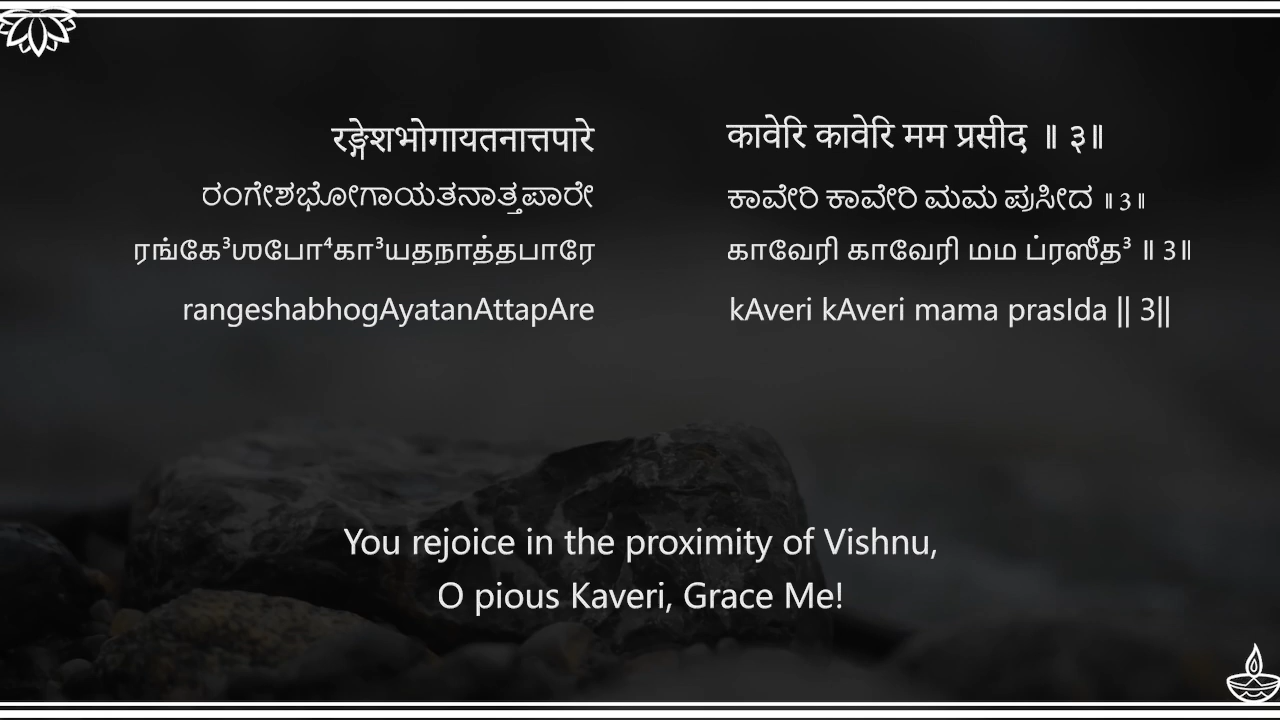 रङ्गेशभोगायतनात्तपारे कावेरि कावेरि मम प्रसीद ॥ ३॥
ರಂಗೇಶಭೋಗಾಯತನಾತ್ತಪಾರೇ ಕಾವೇರಿ ಕಾವೇರಿ ಮಮ ಪ್ರಸೀದ ॥ 3॥
ரங்கே³ஶபோ⁴கா³யதநாத்தபாரே காவேரி காவேரி மம ப்ரஸீத³ ॥ 3॥
rangeshabhogAyatanAttapAre kAveri kAveri mama prasIda || 3||
You rejoice in the proximity of Vishnu,
O pious Kaveri, Grace Me!